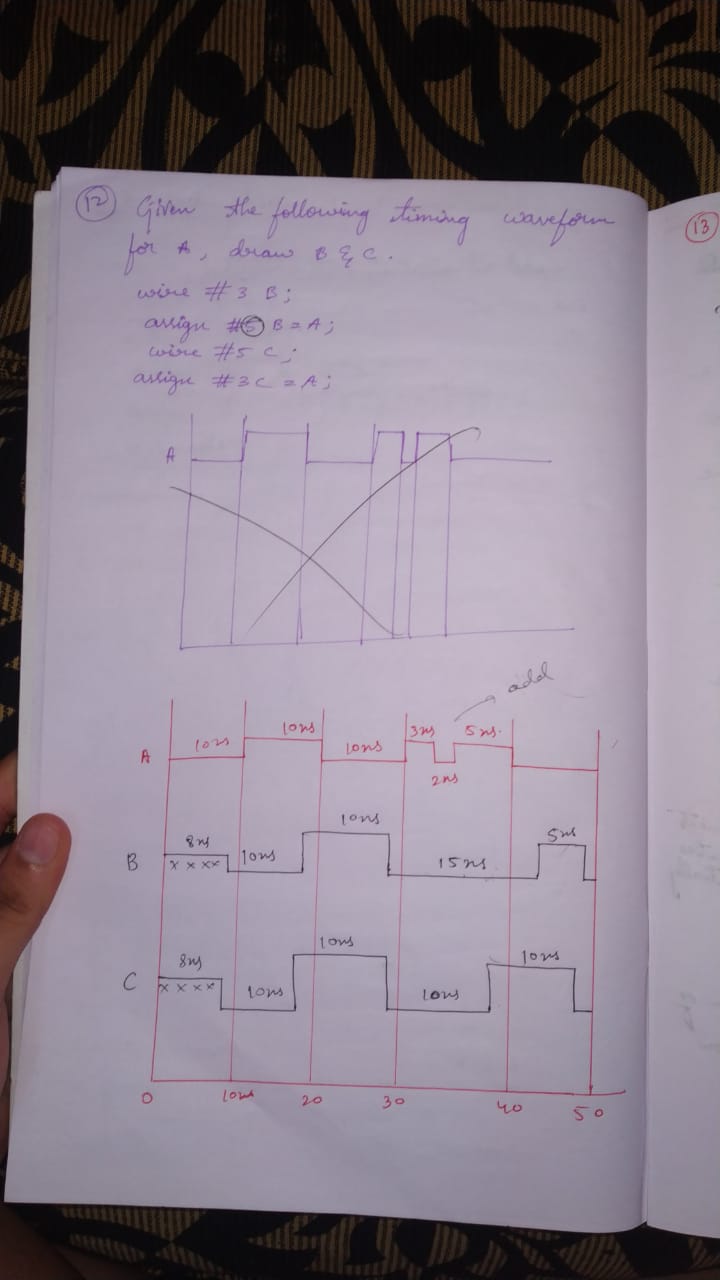 12 Given the following timing waveform
for A, draw B & C.
wire #3 B;
assign #5 B = A;
wire #5 C;
assign #3 C = A;
13
A
add
A 10ns 10ns 10ns 3ns 2ns 5ns
B 8ns x x x x 10ns 10ns 15ns 5ns
C 8ns x x x x 10ns 10ns 10ns 10ns
0 10ns 20 30 40 50